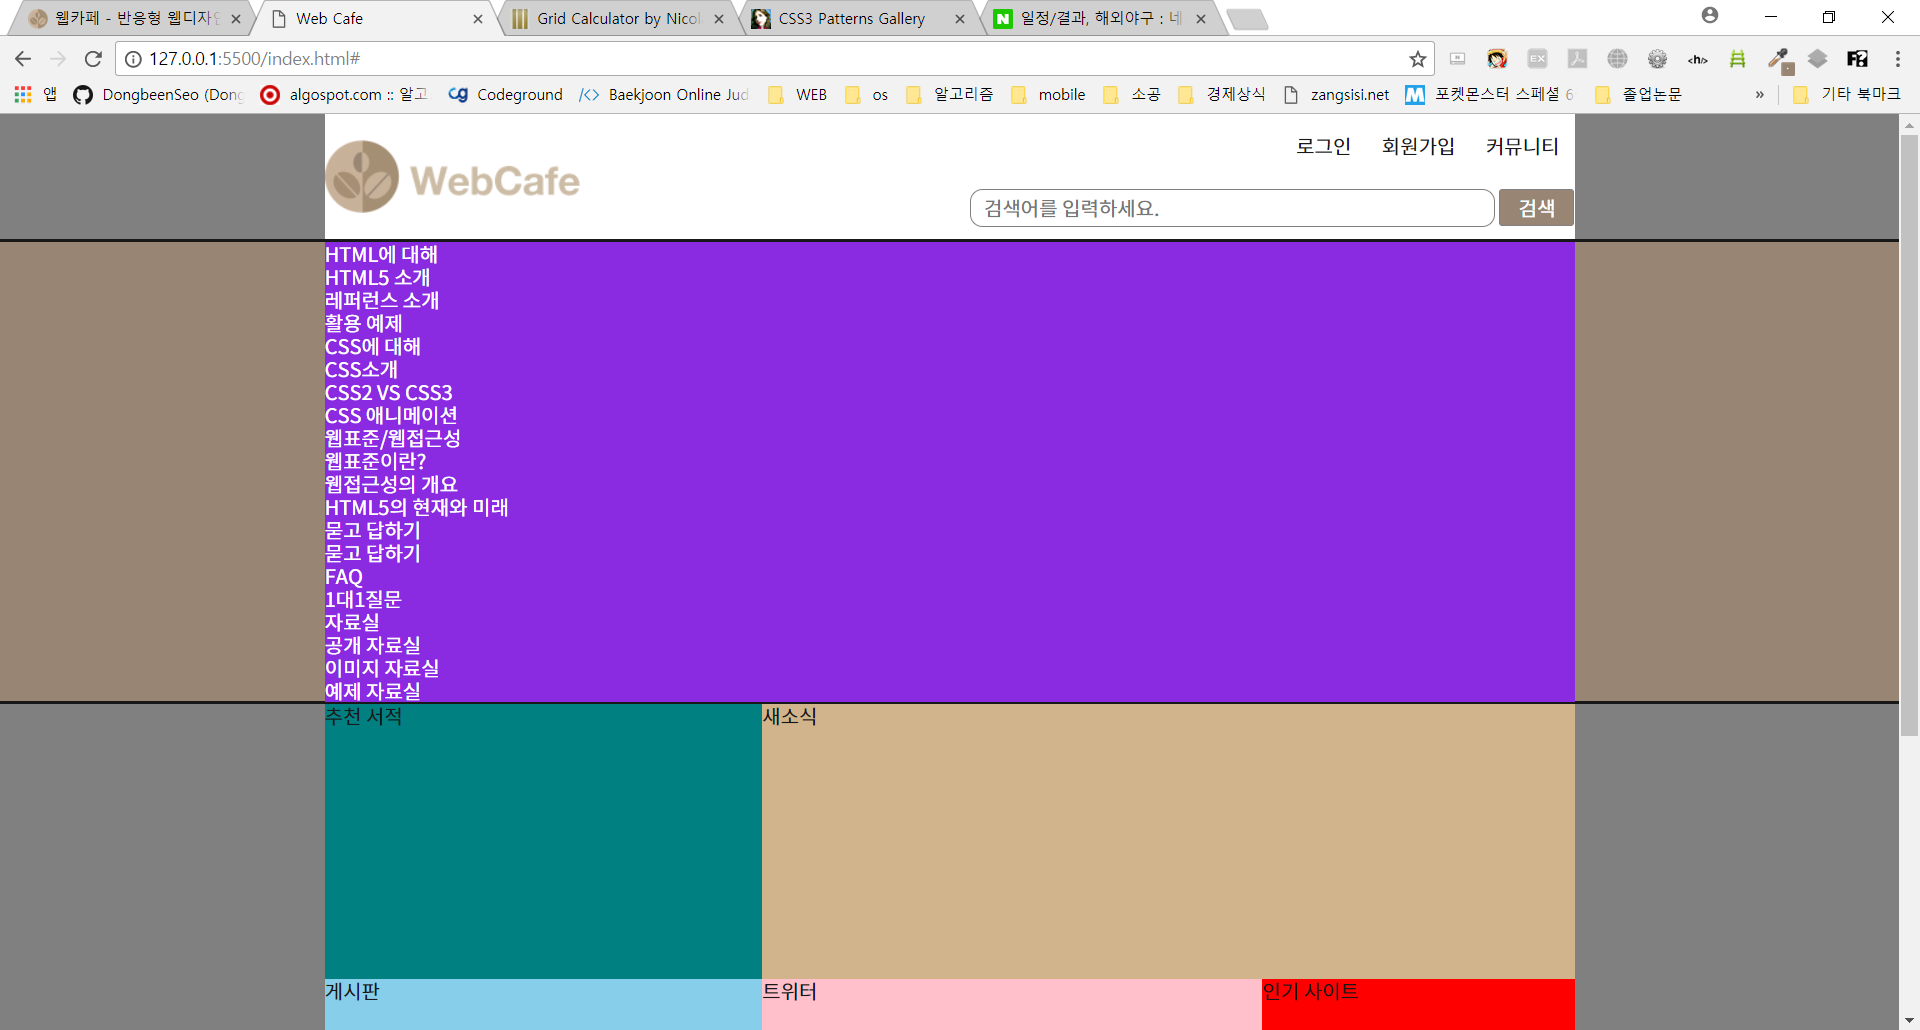 웹카페 - 반응형 웹디자인
Web Cafe
Grid Calculator by Nicol
CSS3 Patterns Gallery
일정/결과, 해외야구 : 네
127.0.0.1:5500/index.html#
앱
DongbeenSeo (Dong
algospot.com :: 알고
Codeground
Baekjoon Online Jud
WEB
os
알고리즘
mobile
소공
경제상식
zangsisi.net
포켓몬스터 스페셜 6
졸업논문
»
기타 북마크
WebCafe
로그인 회원가입 커뮤니티
검색어를 입력하세요. 검색
HTML에 대해
HTML5 소개
레퍼런스 소개
활용 예제
CSS에 대해
CSS소개
CSS2 VS CSS3
CSS 애니메이션
웹표준/웹접근성
웹표준이란?
웹접근성의 개요
HTML5의 현재와 미래
묻고 답하기
묻고 답하기
FAQ
1대1질문
자료실
공개 자료실
이미지 자료실
예제 자료실
추천 서적
새소식
게시판
트위터
인기 사이트